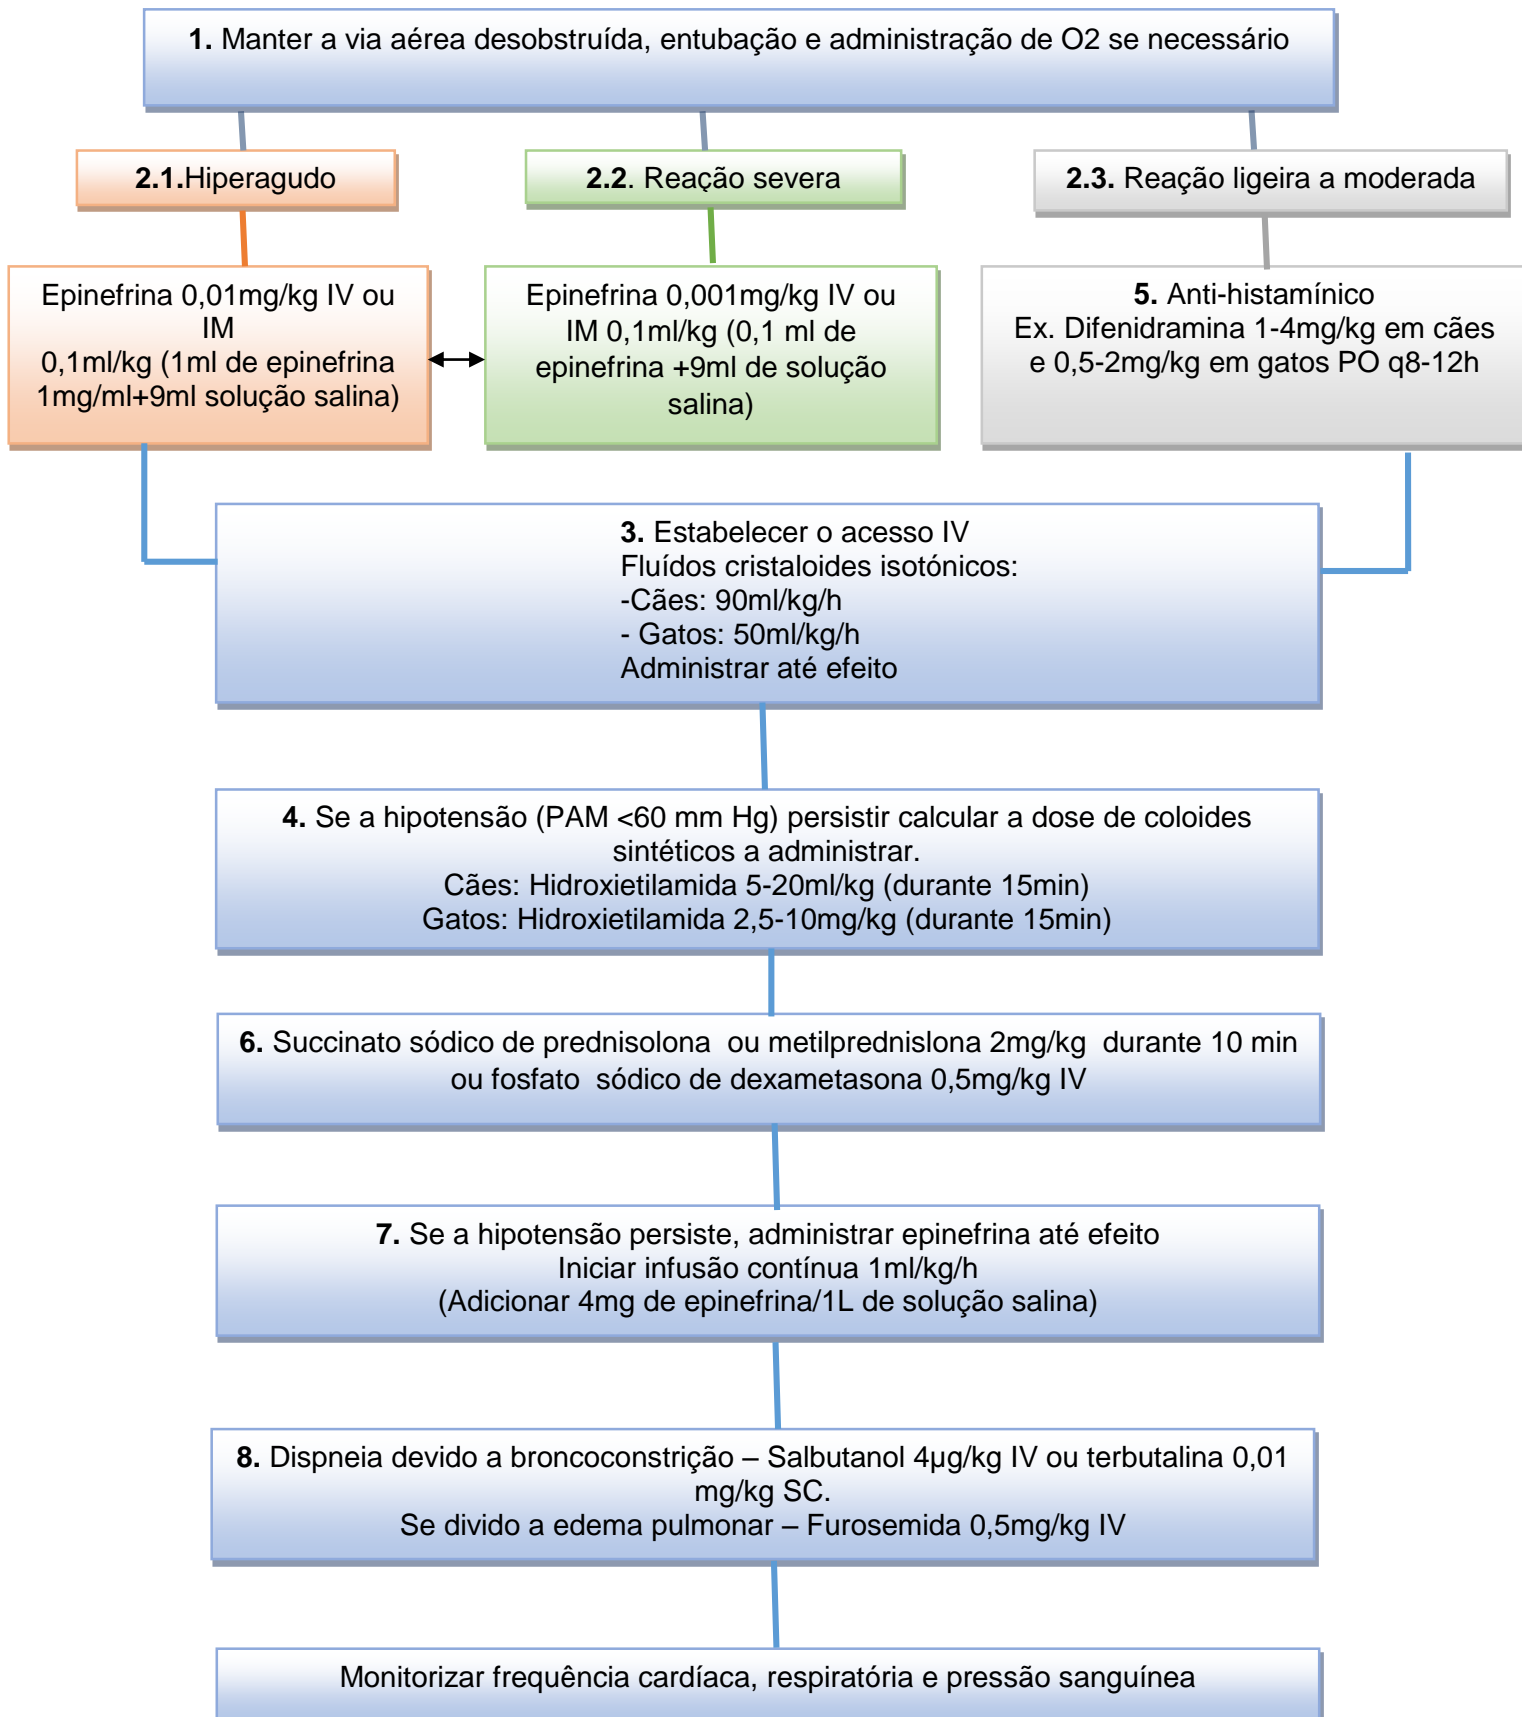 1. Manter a via aérea desobstruída, entubação e administração de O2 se necessário
2.1.Hiperagudo
2.2. Reação severa
2.3. Reação ligeira a moderada
Epinefrina 0,01mg/kg IV ou
IM
0,1ml/kg (1ml de epinefrina
1mg/ml+9ml solução salina)
Epinefrina 0,001mg/kg IV ou
IM 0,1ml/kg (0,1 ml de
epinefrina +9ml de solução
salina)
5. Anti-histamínico
Ex. Difenidramina 1-4mg/kg em cães
e 0,5-2mg/kg em gatos PO q8-12h
3. Estabelecer o acesso IV
Fluídos cristaloides isotónicos:
-Cães: 90ml/kg/h
- Gatos: 50ml/kg/h
Administrar até efeito
4. Se a hipotensão (PAM <60 mm Hg) persistir calcular a dose de coloides
sintéticos a administrar.
Cães: Hidroxietilamida 5-20ml/kg (durante 15min)
Gatos: Hidroxietilamida 2,5-10mg/kg (durante 15min)
6. Succinato sódico de prednisolona ou metilprednislona 2mg/kg durante 10 min
ou fosfato sódico de dexametasona 0,5mg/kg IV
7. Se a hipotensão persiste, administrar epinefrina até efeito
Iniciar infusão contínua 1ml/kg/h
(Adicionar 4mg de epinefrina/1L de solução salina)
8. Dispneia devido a broncoconstrição – Salbutanol 4µg/kg IV ou terbutalina 0,01
mg/kg SC.
Se divido a edema pulmonar – Furosemida 0,5mg/kg IV
Monitorizar frequência cardíaca, respiratória e pressão sanguínea